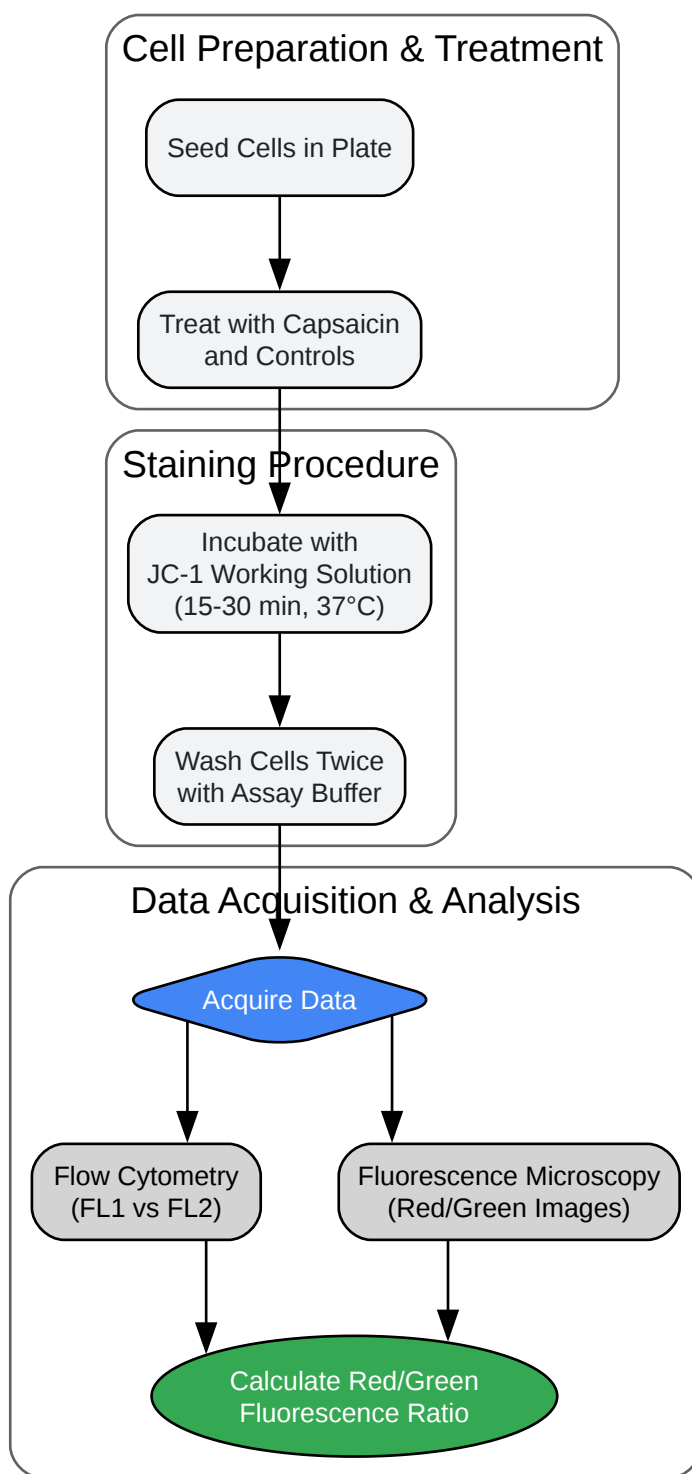 Cell Preparation & Treatment
Seed Cells in Plate
Treat with Capsaicin
and Controls
Staining Procedure
Incubate with
JC-1 Working Solution
(15-30 min, 37°C)
Wash Cells Twice
with Assay Buffer
Data Acquisition & Analysis
Acquire Data
Flow Cytometry
(FL1 vs FL2)
Fluorescence Microscopy
(Red/Green Images)
Calculate Red/Green
Fluorescence Ratio